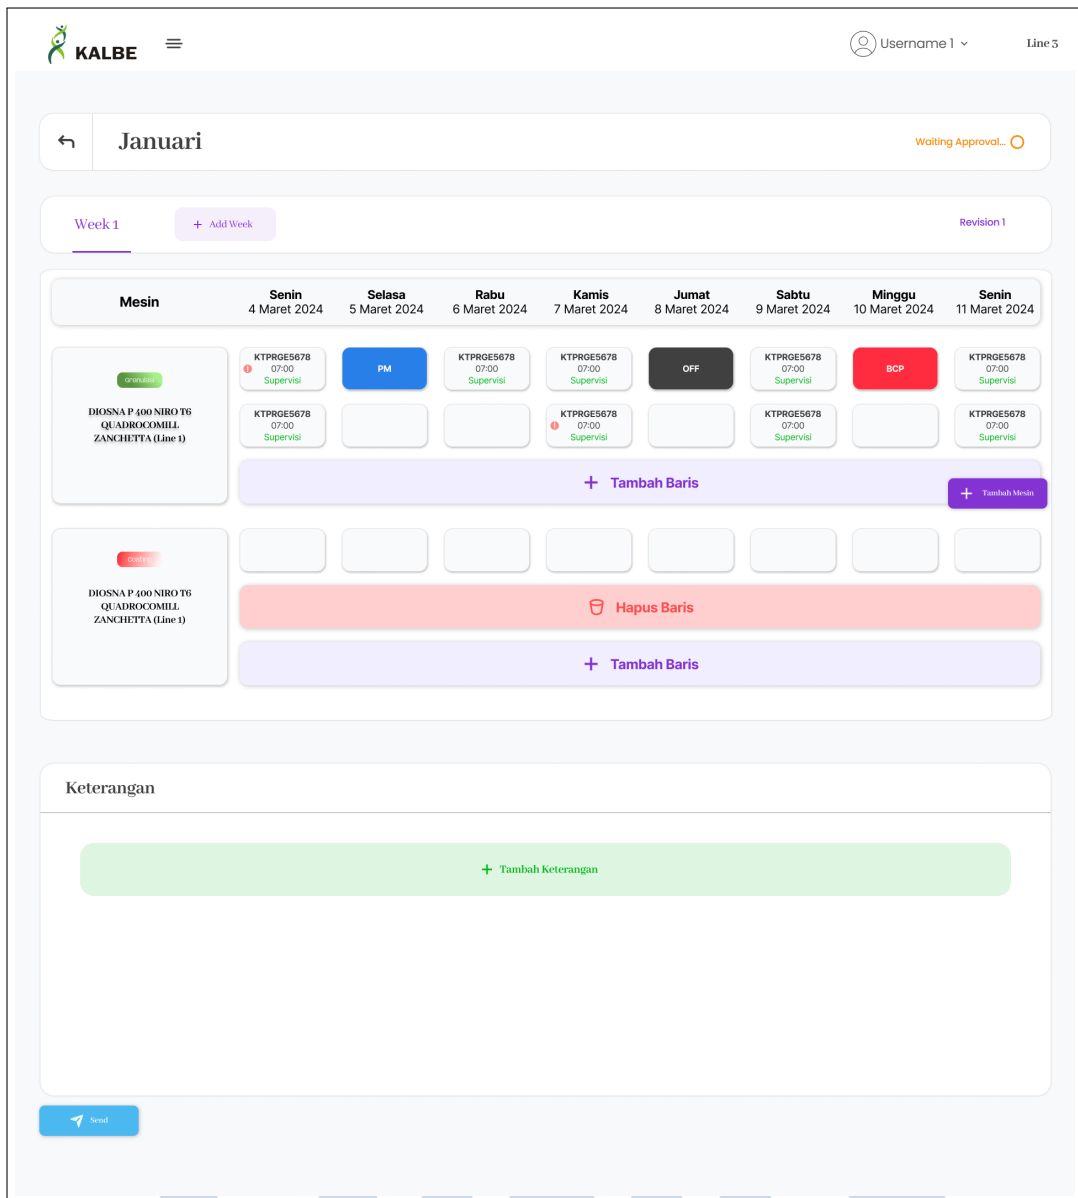 KALBE
Username 1
Line 3
Januari
Waiting Approval...
Week 1
+ Add Week
Revision 1
Mesin
Senin
4 Maret 2024
Selasa
5 Maret 2024
Rabu
6 Maret 2024
Kamis
7 Maret 2024
Jumat
8 Maret 2024
Sabtu
9 Maret 2024
Minggu
10 Maret 2024
Senin
11 Maret 2024
Granulasi
DIOSNA P 400 NIRO T6
QUADROCOMILL
ZANCHETTA (Line 1)
KTPRGE5678
07:00
Supervisi
PM
KTPRGE5678
07:00
Supervisi
KTPRGE5678
07:00
Supervisi
OFF
KTPRGE5678
07:00
Supervisi
BCP
KTPRGE5678
07:00
Supervisi
KTPRGE5678
07:00
Supervisi
KTPRGE5678
07:00
Supervisi
KTPRGE5678
07:00
Supervisi
KTPRGE5678
07:00
Supervisi
+ Tambah Baris
+ Tambah Mesin
Coating
DIOSNA P 400 NIRO T6
QUADROCOMILL
ZANCHETTA (Line 1)
Hapus Baris
+ Tambah Baris
Keterangan
+ Tambah Keterangan
Send